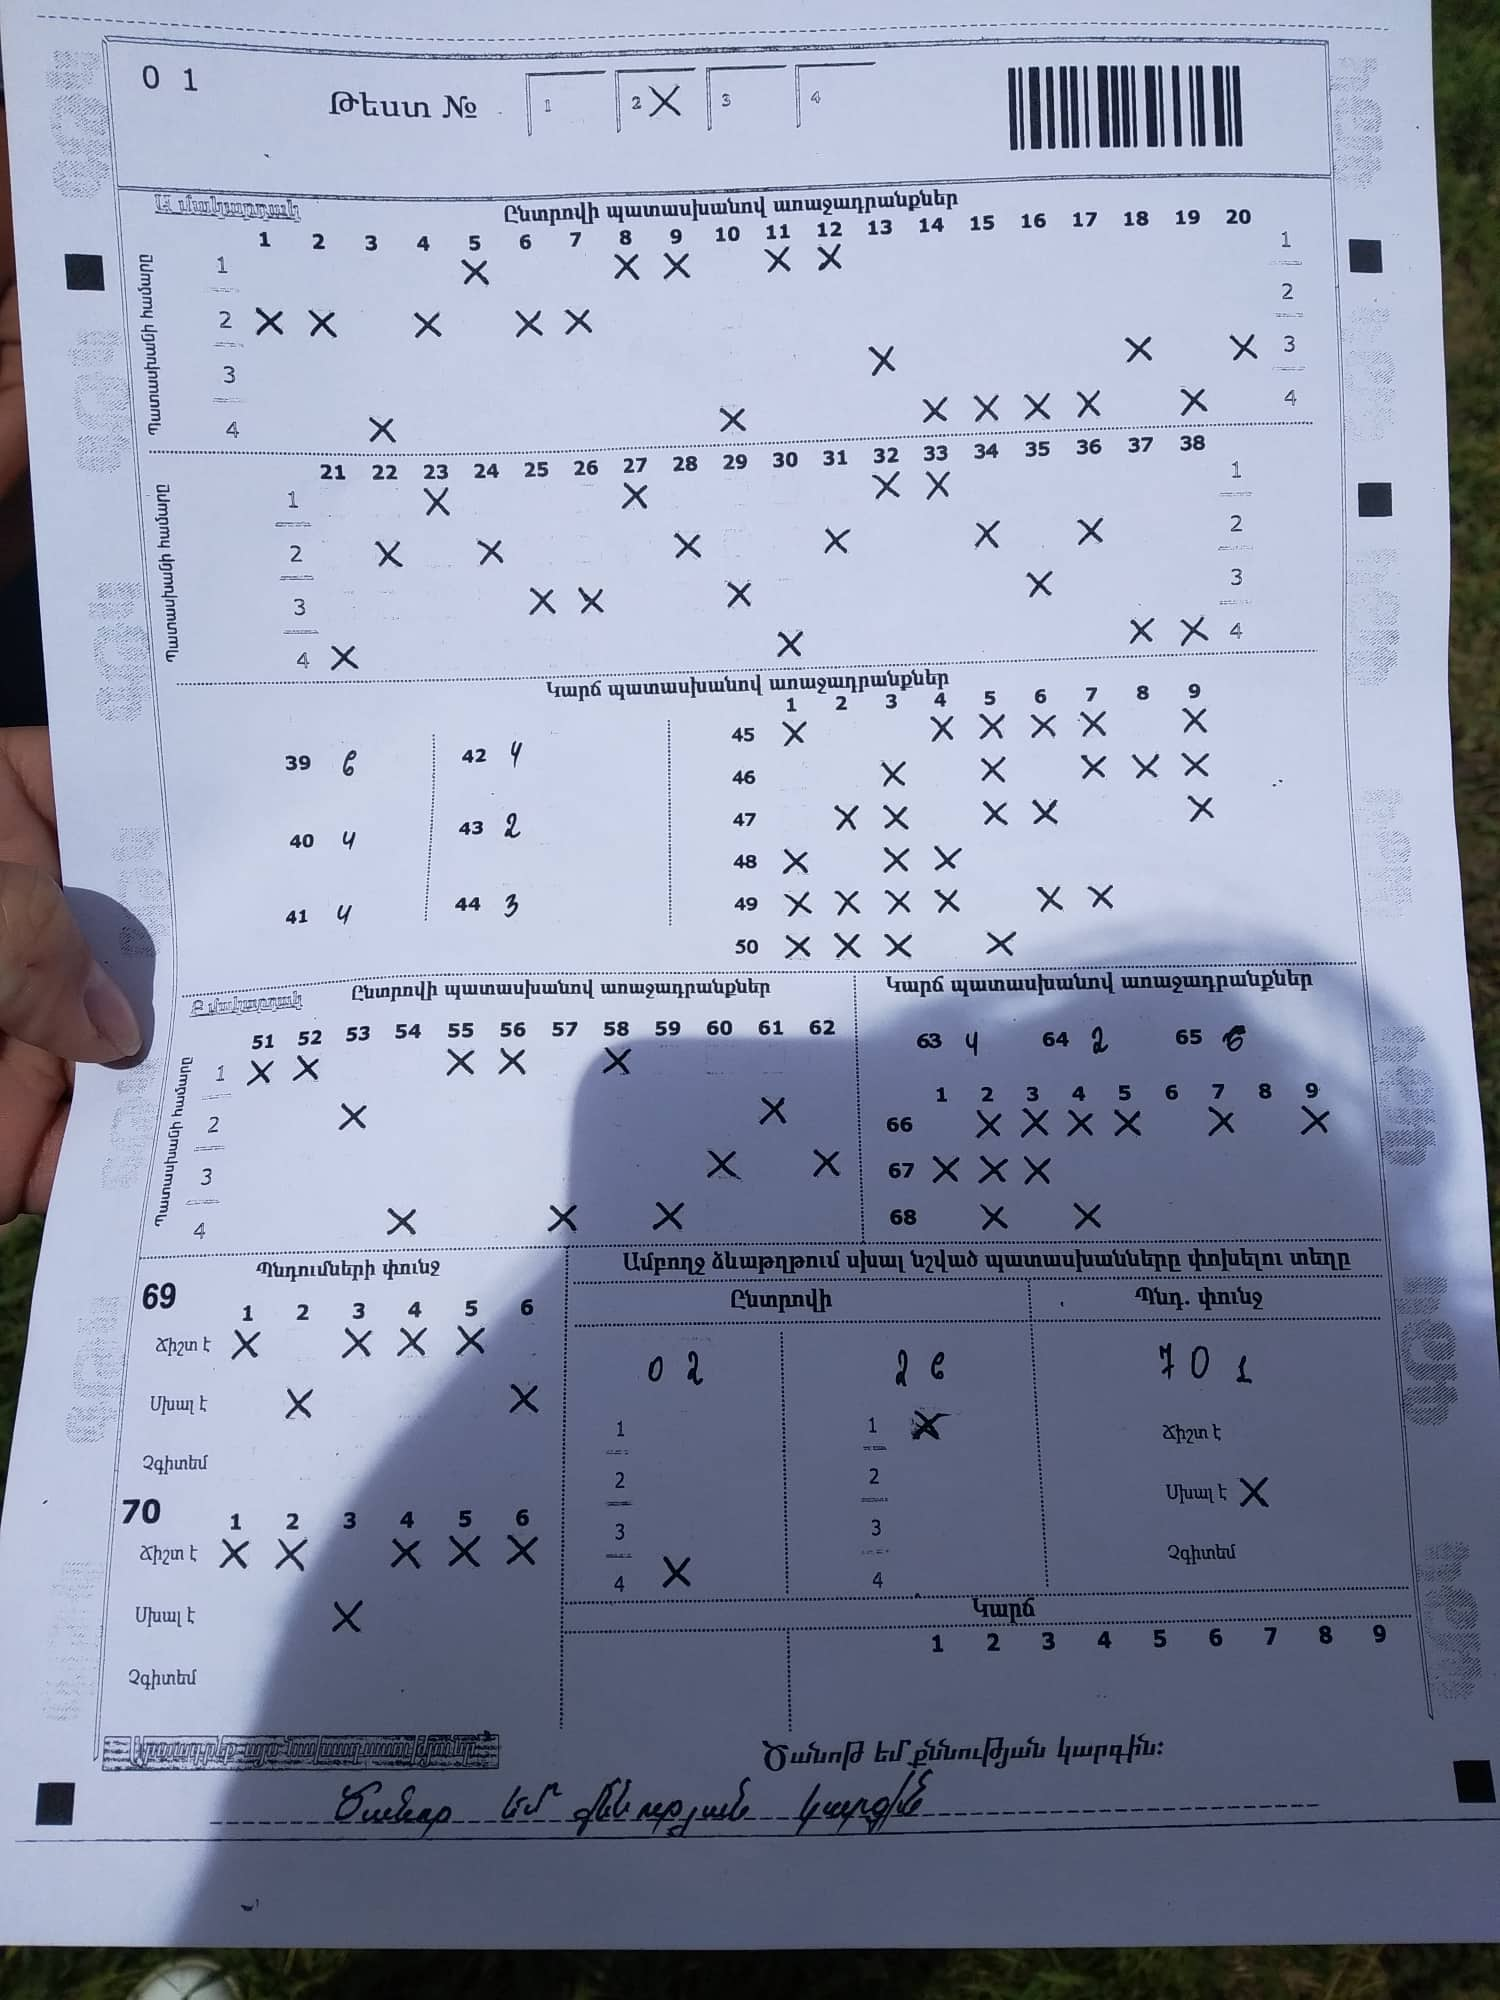 0 1
Թեստ № 1 2 X 3 4
Ա մակարդակ
Ընտրովի պատասխանով առաջադրանքներ
1 2 3 4 5 6 7 8 9 10 11 12 13 14 15 16 17 18 19 20
Պատասխանի համարը
1 X X X X X 1
2 X X X X X 2
3 X X X 3
4 X X X X X X X 4
21 22 23 24 25 26 27 28 29 30 31 32 33 34 35 36 37 38
Պատասխանի համարը
1 X X X X 1
2 X X X X X X 2
3 X X X X 3
4 X X X X 4
Կարճ պատասխանով առաջադրանքներ
1 2 3 4 5 6 7 8 9
39 6 42 4
40 4 43 2
41 4 44 3
45 X X X X X X
46 X X X X X
47 X X X X X
48 X X X
49 X X X X X X
50 X X X X
Բ մակարդակ
Ընտրովի պատասխանով առաջադրանքներ
51 52 53 54 55 56 57 58 59 60 61 62
Պատասխանի համարը
1 X X X X X
2 X X
3 X X
4 X X X
Կարճ պատասխանով առաջադրանքներ
63 4 64 2 65 6
1 2 3 4 5 6 7 8 9
66 X X X X X X
67 X X X
68 X X
Պնդումների փունջ
69
1 2 3 4 5 6
Ճիշտ է X X X X
Սխալ է X X
Չգիտեմ
70
1 2 3 4 5 6
Ճիշտ է X X X X X
Սխալ է X
Չգիտեմ
Ամբողջ ձևաթղթում սխալ նշված պատասխանները փոխելու տեղը
Ընտրովի
Պնդ. փունջ
0 2 2 6 7 0 1
1 1 X Ճիշտ է
2 2 Սխալ է X
3 3 Չգիտեմ
4 X 4
Կարճ
1 2 3 4 5 6 7 8 9
Ծանոթ եմ քննության կարգին:
Ծանոթ եմ քննության կարգին